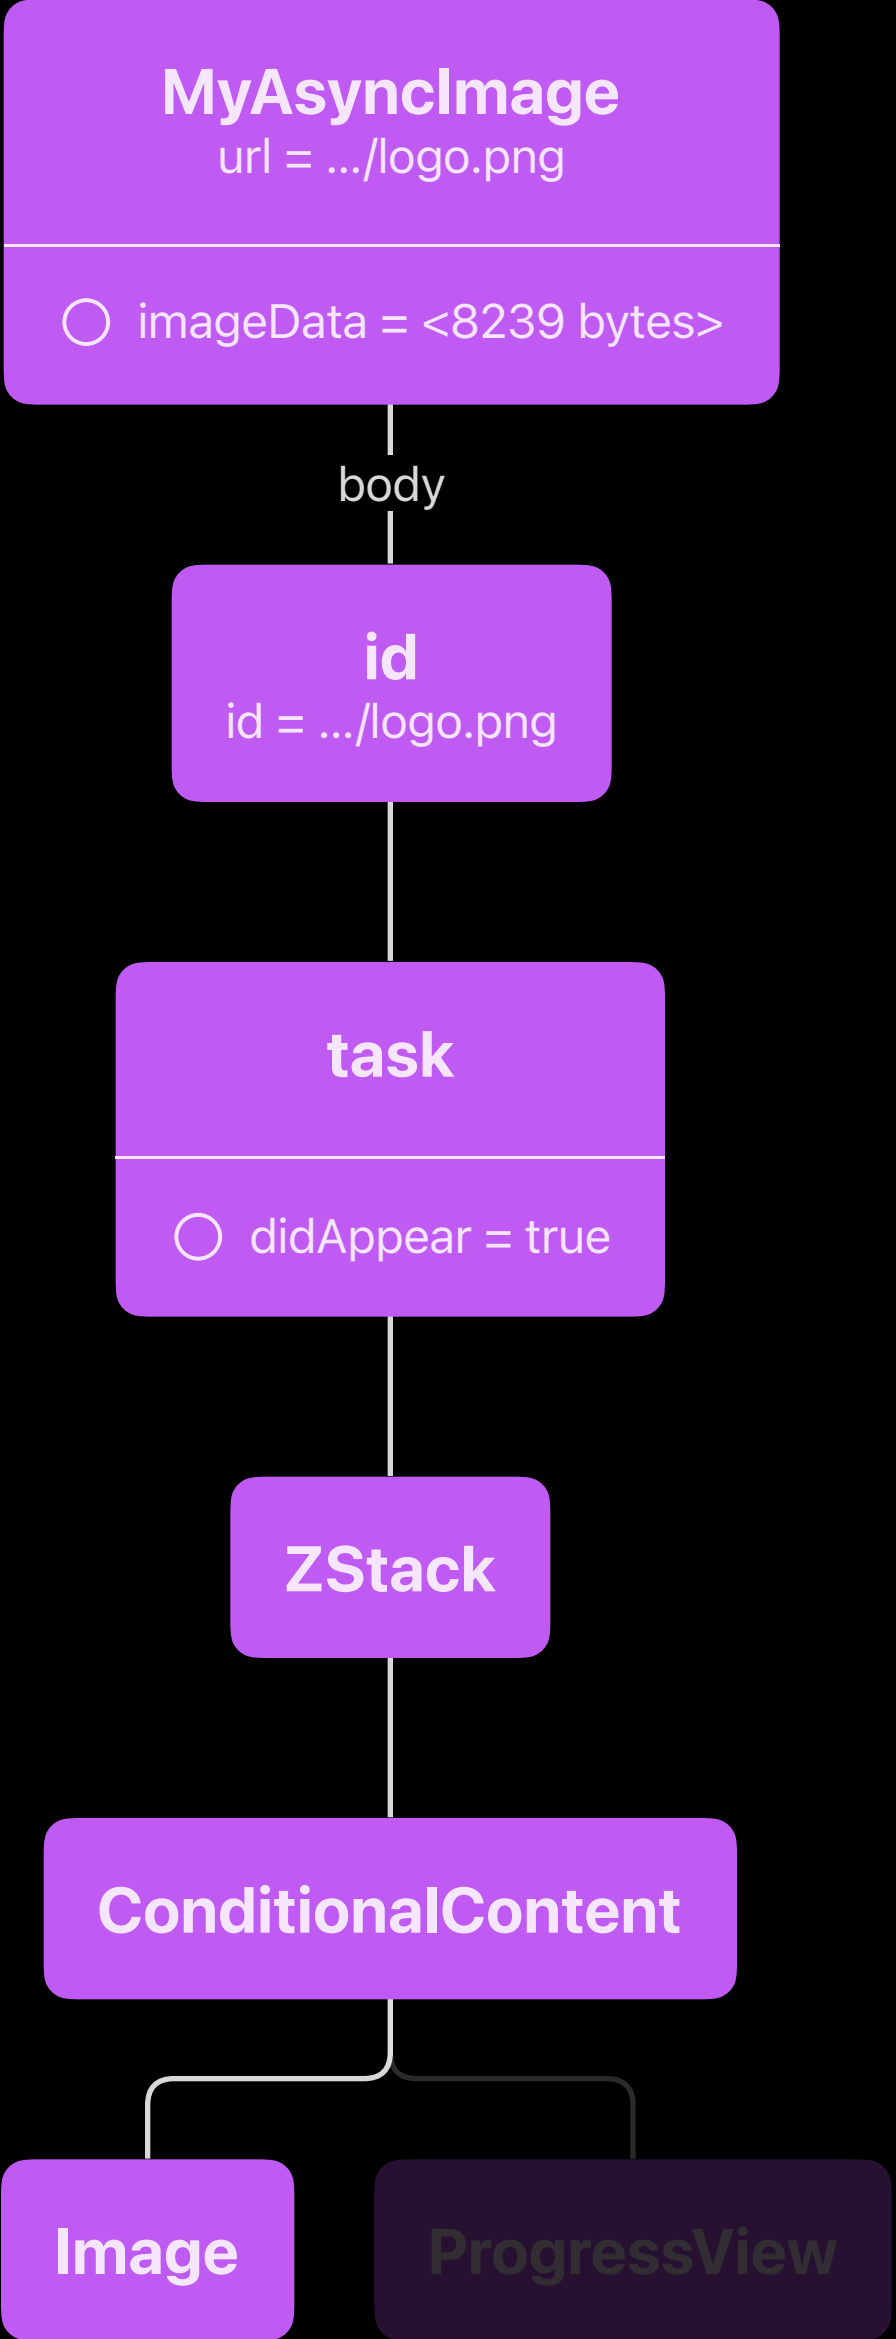 MyAsyncImage
url = .../logo.png
imageData = <8239 bytes>
body
id
id = .../logo.png
task
didAppear = true
ZStack
ConditionalContent
Image
ProgressView